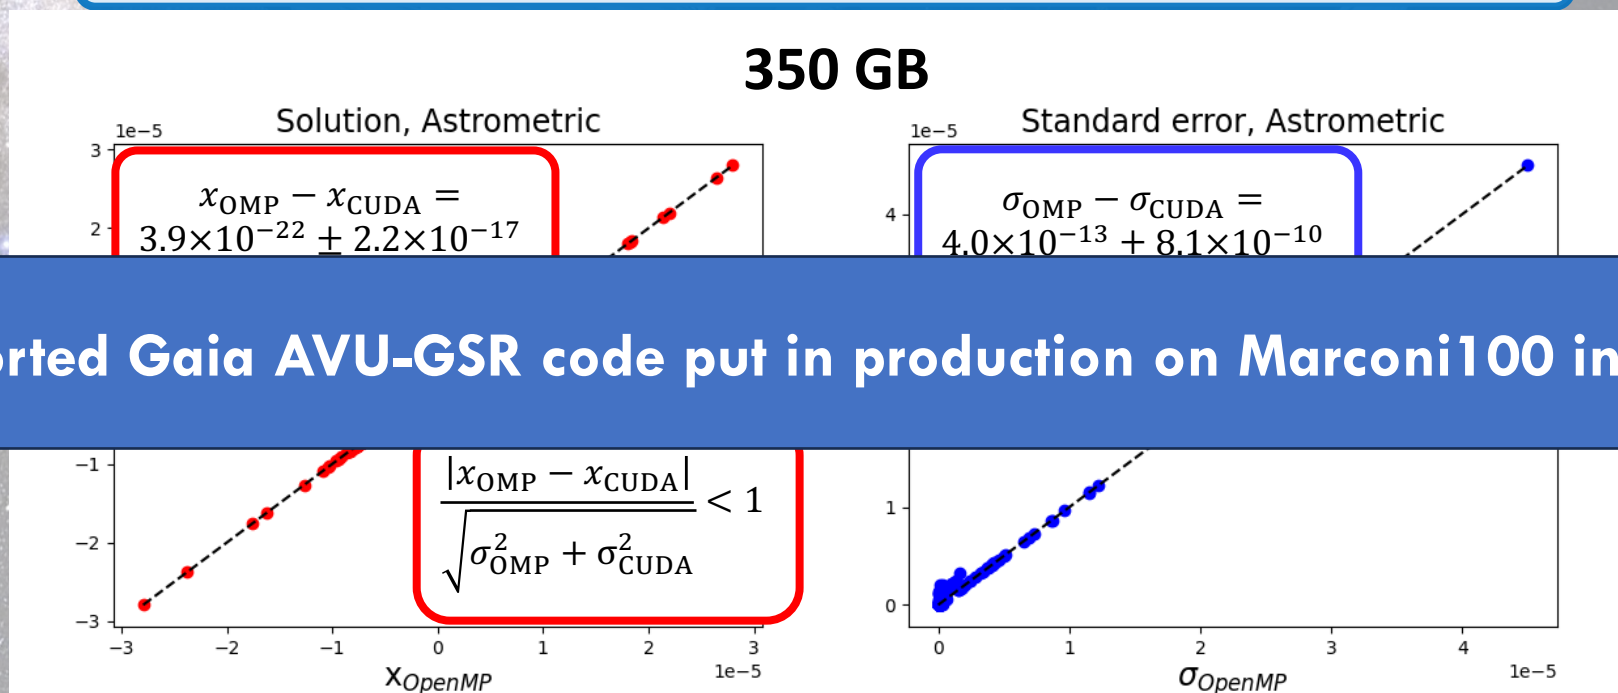 350 GB
Solution, Astrometric
1e−5
3
2
x_OMP − x_CUDA =
3.9×10^−22 ± 2.2×10^−17
−1
−2
−3
|x_OMP − x_CUDA| / √(σ²_OMP + σ²_CUDA) < 1
−3 −2 −1 0 1 2 3
1e−5
x_OpenMP
Standard error, Astrometric
1e−5
4
σ_OMP − σ_CUDA =
4.0×10^−13 + 8.1×10^−10
1
0
0 1 2 3 4
1e−5
σ_OpenMP
rted Gaia AVU-GSR code put in production on Marconi100 in